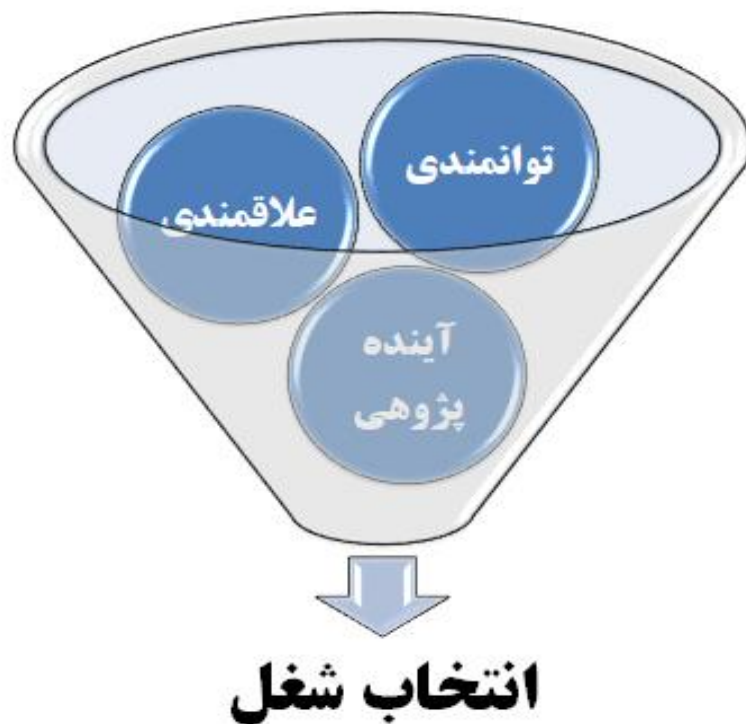 توانمندی
علاقمندی
آینده
پژوهی
انتخاب شغل